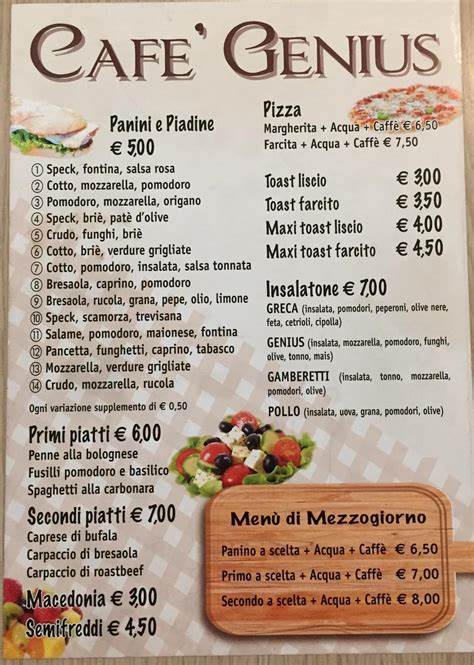 CAFE' GENIUS
Panini e Piadine
€ 5,00
① Speck, fontina, salsa rosa
② Cotto, mozzarella, pomodoro
③ Pomodoro, mozzarella, origano
④ Speck, briè, patè d'olive
⑤ Crudo, funghi, briè
⑥ Cotto, briè, verdure grigliate
⑦ Cotto, pomodoro, insalata, salsa tonnata
⑧ Bresaola, caprino, pomodoro
⑨ Bresaola, rucola, grana, pepe, olio, limone
⑩ Speck, scamorza, trevisana
⑪ Salame, pomodoro, maionese, fontina
⑫ Pancetta, funghetti, caprino, tabasco
⑬ Mozzarella, verdure grigliate
⑭ Crudo, mozzarella, rucola
Ogni variazione supplemento di € 0,50
Primi piatti € 6,00
Penne alla bolognese
Fusilli pomodoro e basilico
Spaghetti alla carbonara
Secondi piatti € 7,00
Caprese di bufala
Carpaccio di bresaola
Carpaccio di roastbeef
Macedonia € 3,00
Semifreddi € 4,50
Pizza
Margherita + Acqua + Caffè € 6,50
Farcita + Acqua + Caffè € 7,50
Toast liscio € 3,00
Toast farcito € 3,50
Maxi toast liscio € 4,00
Maxi toast farcito € 4,50
Insalatone € 7,00
GRECA (insalata, pomodori, peperoni, olive nere,
feta, cetrioli, cipolla)
GENIUS (insalata, mozzarella, pomodoro, funghi,
olive, tonno, mais)
GAMBERETTI (insalata, tonno, mozzarella,
pomodori, olive)
POLLO (insalata, uova, grana, pomodori, olive)
Menù di Mezzogiorno
Panino a scelta + Acqua + Caffè € 6,50
Primo a scelta + Acqua + Caffè € 7,00
Secondo a scelta + Acqua + Caffè € 8,00